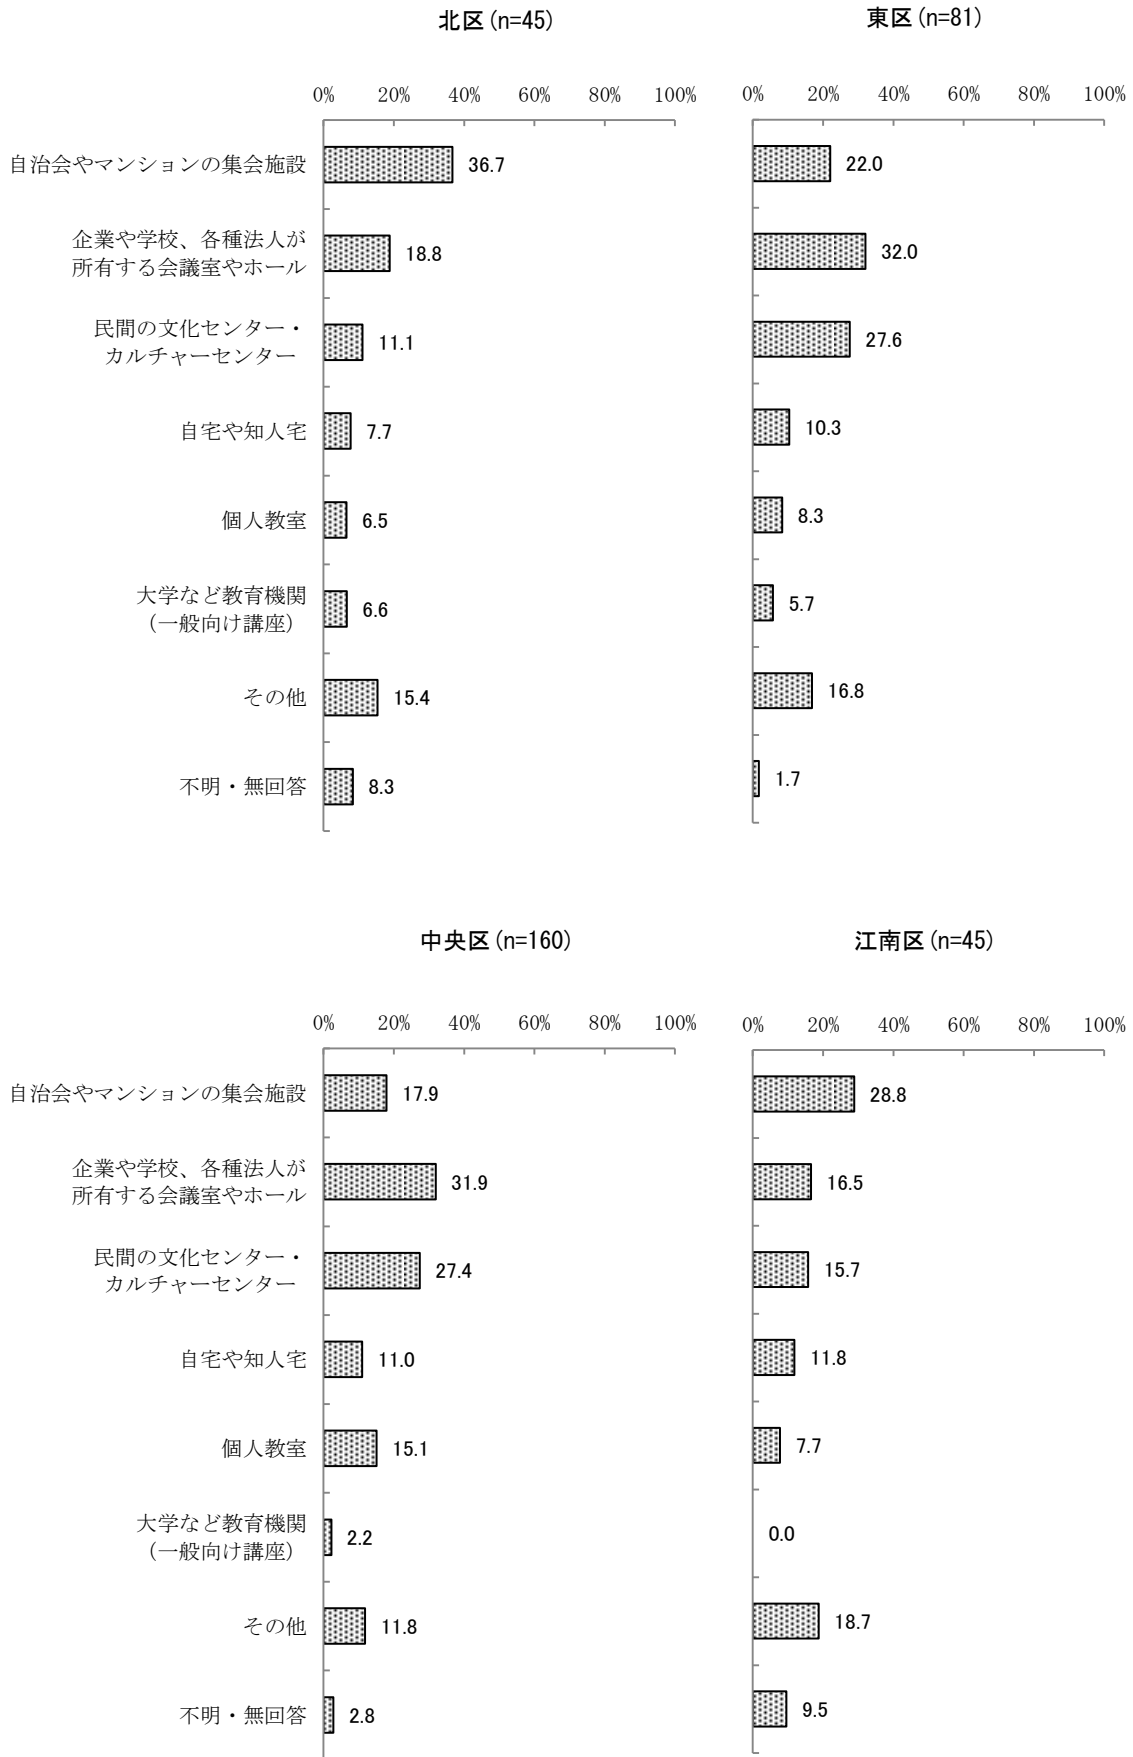 北区(n=45)
0% 20% 40% 60% 80% 100%
自治会やマンションの集会施設 36.7
企業や学校、各種法人が
所有する会議室やホール 18.8
民間の文化センター・
カルチャーセンター 11.1
自宅や知人宅 7.7
個人教室 6.5
大学など教育機関
（一般向け講座） 6.6
その他 15.4
不明・無回答 8.3
東区(n=81)
0% 20% 40% 60% 80% 100%
22.0
32.0
27.6
10.3
8.3
5.7
16.8
1.7
中央区(n=160)
0% 20% 40% 60% 80% 100%
自治会やマンションの集会施設 17.9
企業や学校、各種法人が
所有する会議室やホール 31.9
民間の文化センター・
カルチャーセンター 27.4
自宅や知人宅 11.0
個人教室 15.1
大学など教育機関
（一般向け講座） 2.2
その他 11.8
不明・無回答 2.8
江南区(n=45)
0% 20% 40% 60% 80% 100%
28.8
16.5
15.7
11.8
7.7
0.0
18.7
9.5